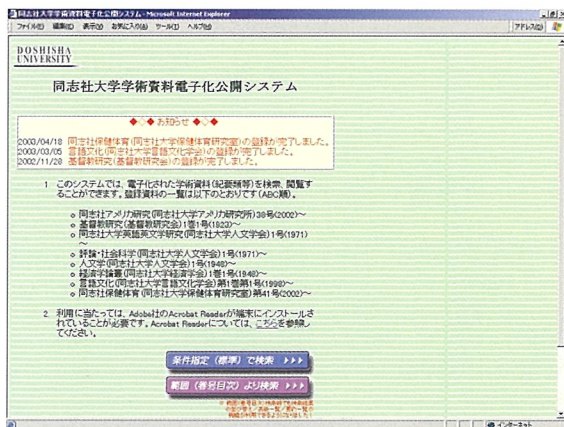 同志社大学学術資料電子化公開システム - Microsoft Internet Explorer
ファイル(F) 編集(E) 表示(V) お気に入り(A) ツール(T) ヘルプ(H)
アドレス(D)
DOSHISHA
UNIVERSITY
同志社大学学術資料電子化公開システム
◆◇◆ お知らせ ◆◇◆
2003/04/18 同志社保健体育(同志社大学保健体育研究室)の登録が完了しました。
2003/03/05 言語文化(同志社大学言語文化学会)の登録が完了しました。
2002/11/28 基督教研究(基督教研究会)の登録が完了しました。
1. このシステムでは、電子化された学術資料(紀要類等)を検索、閲覧す
ることができます。登録資料の一覧は以下のとおりです(ABC順)。
同志社アメリカ研究(同志社大学アメリカ研究所)38号(2002)～
基督教研究(基督教研究会)1巻1号(1923)～
同志社大学英語英文学研究(同志社大学人文学会)1号(1971)
～
評論・社会科学(同志社大学人文学会)1号(1971)～
人文学(同志社大学人文学会)1号(1948)～
経済学論叢(同志社大学経済学会)1巻1号(1948)～
言語文化(同志社大学言語文化学会)第1巻第1号(1998)～
同志社保健体育(同志社大学保健体育研究室)第41号(2002)～
2. 利用に当たっては、Adobe社のAcrobat Readerが端末にインストールさ
れていることが必要です。Acrobat Readerについては、こちらを参照し
てください。
条件指定(標準)で検索
範囲(巻号目次)より検索
インターネット